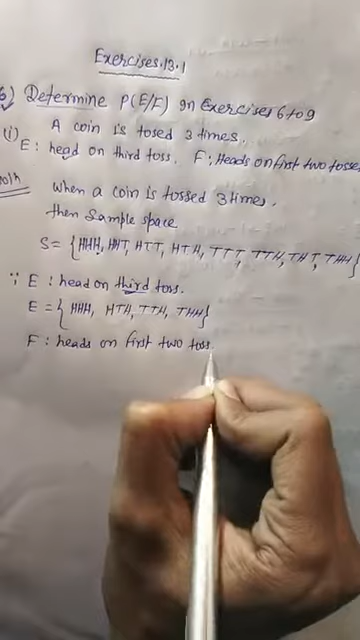 Exercises.13.1
6) Determine P(E/F) In Exercises 6 to 9
(i) A coin is tosed 3 times.
E: head on third toss. F: Heads on first two tosses
Soln when a coin is tossed 3 times.
then Sample space
S = {HHH, HHT, HTT, HTH, TTT, TTH, THT, THH}
∵ E : head on third toss.
E = {HHH, HTH, TTH, THH}
F : heads on first two toss.